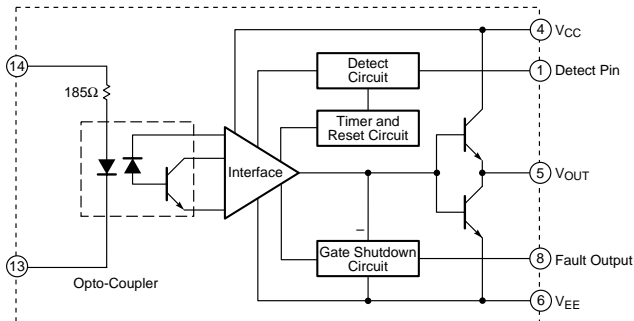 4 VCC
14
Detect
Circuit
1 Detect Pin
185Ω
Timer and
Reset Circuit
Interface
5 VOUT
–
Gate Shutdown
Circuit
8 Fault Output
13
Opto-Coupler
6 VEE